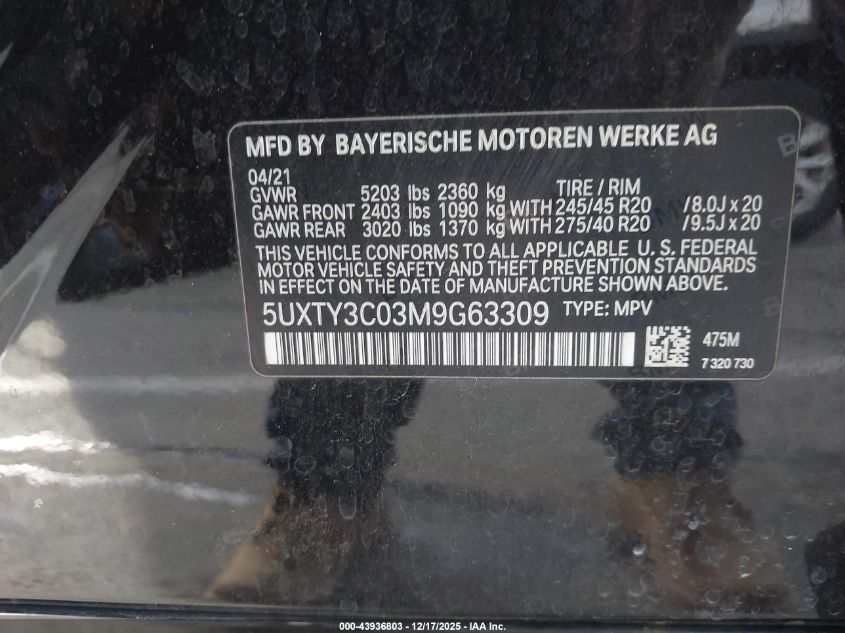 MFD BY BAYERISCHE MOTOREN WERKE AG
04/21
GVWR 5203 lbs 2360 kg TIRE / RIM
GAWR FRONT 2403 lbs 1090 kg WITH 245/45 R20 /8.0J x 20
GAWR REAR 3020 lbs 1370 kg WITH 275/40 R20 /9.5J x 20
THIS VEHICLE CONFORMS TO ALL APPLICABLE U. S. FEDERAL
MOTOR VEHICLE SAFETY AND THEFT PREVENTION STANDARDS
IN EFFECT ON THE DATE OF MANUFACTURE SHOWN ABOVE.
5UXTY3C03M9G63309 TYPE: MPV
475M
7 320 730
000-43936803 - 12/17/2025 - IAA Inc.